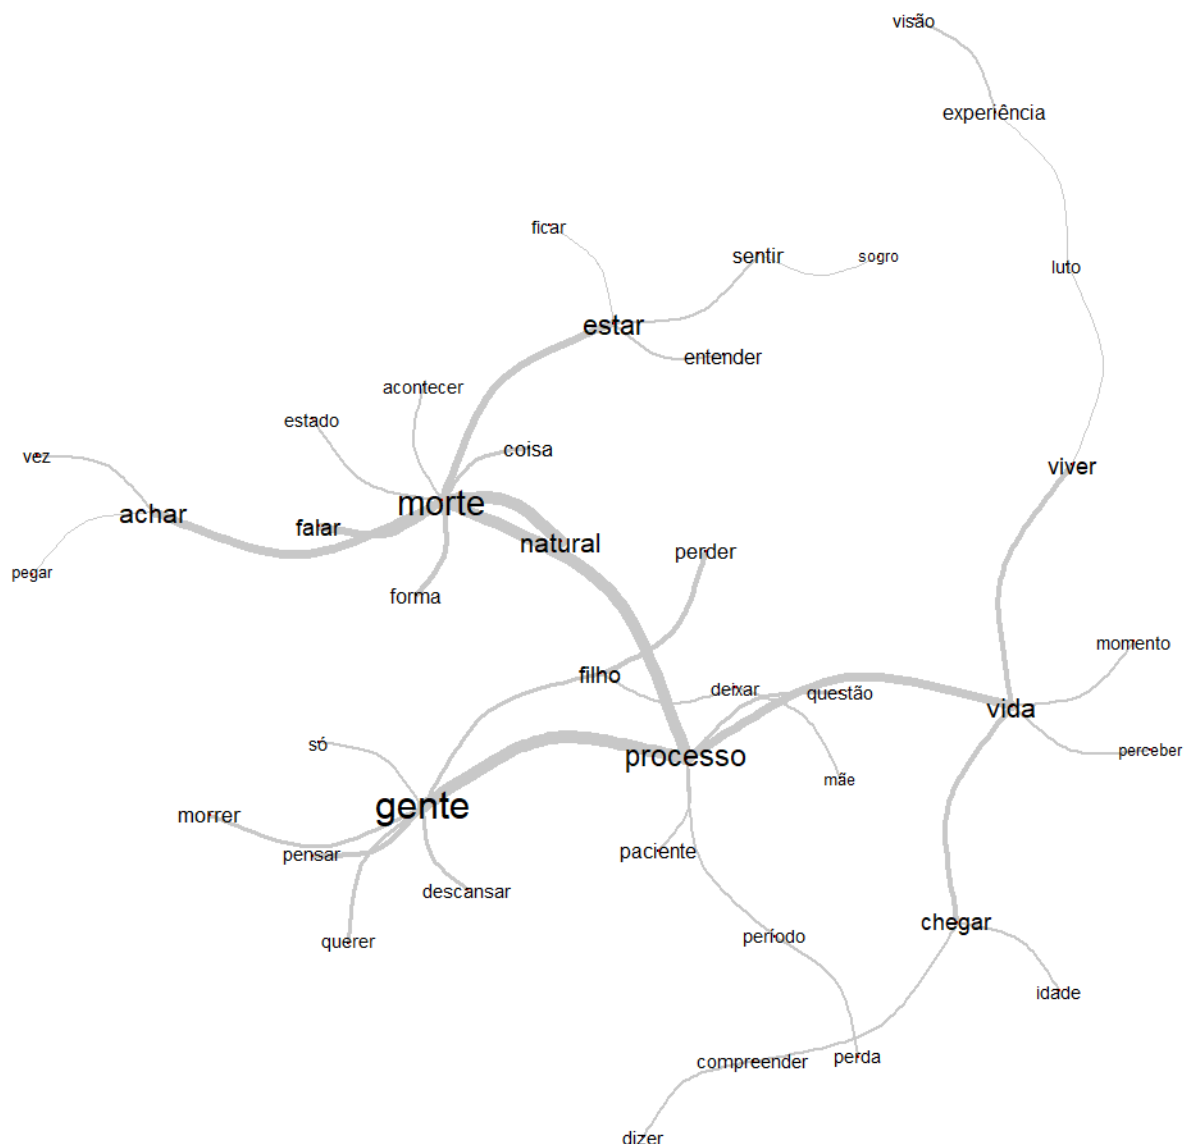 visão
experiência
ficar
sentir
sogro
luto
estar
entender
acontecer
estado
coisa
vez
viver
morte
achar
falar
natural
perder
pegar
forma
momento
filho
deixar
questão
vida
só
processo
perceber
mãe
gente
morrer
pensar
paciente
descansar
chegar
querer
período
idade
compreender
perda
dizer